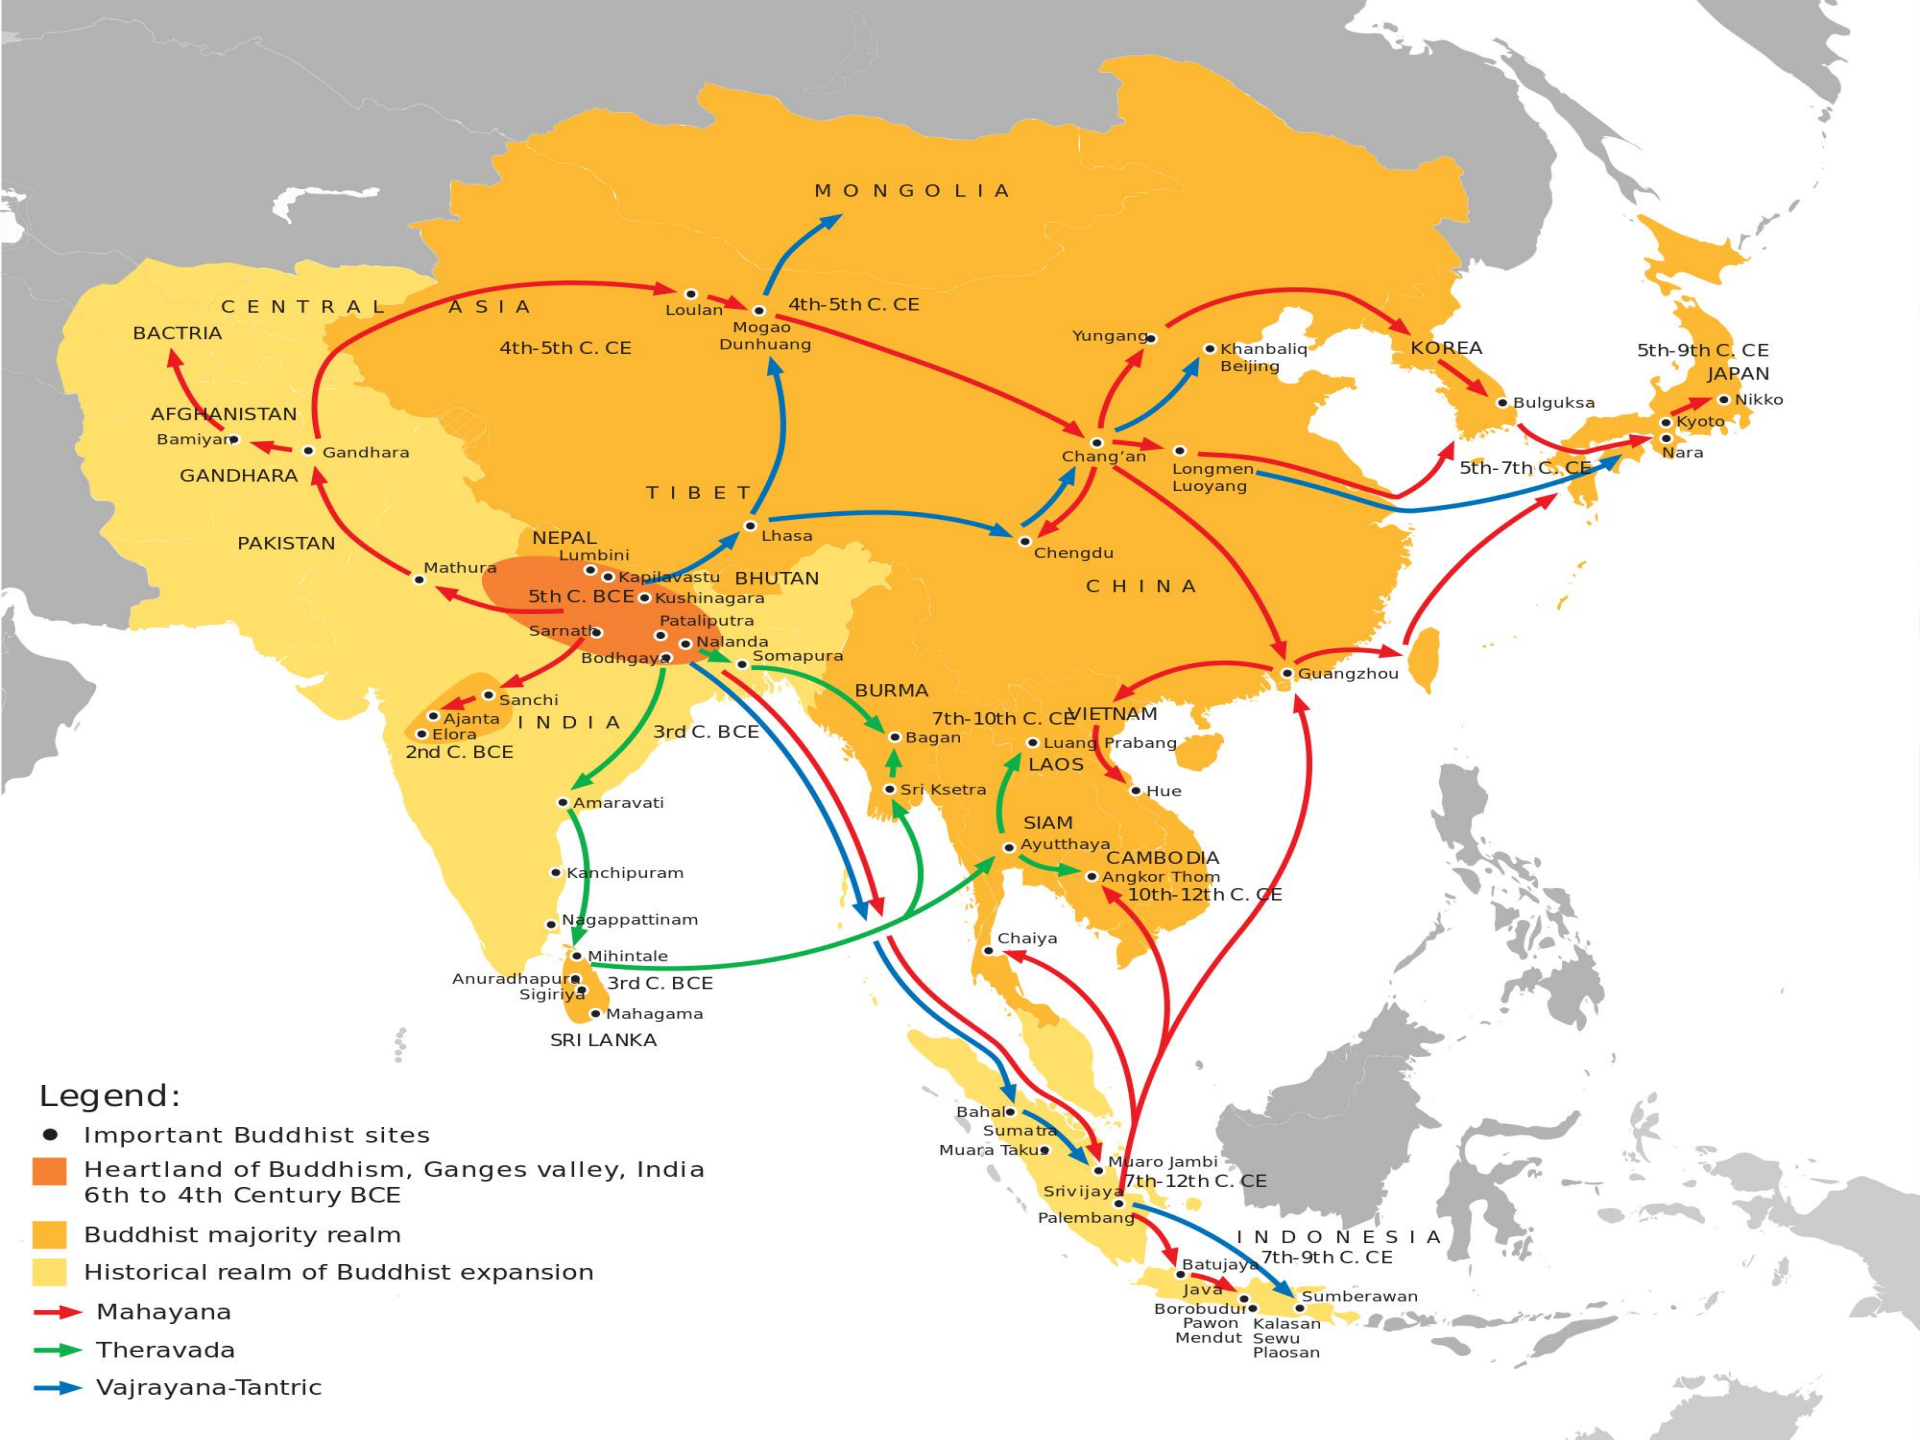 MONGOLIA
CENTRAL ASIA
BACTRIA
Loulan
4th-5th C. CE
Mogao
Dunhuang
4th-5th C. CE
Yungang
Khanbaliq
Beijing
KOREA
5th-9th C. CE
JAPAN
Nikko
Bulguksa
Kyoto
Nara
AFGHANISTAN
Bamiyan
Gandhara
GANDHARA
Chang’an
Longmen
Luoyang
5th-7th C. CE
TIBET
Lhasa
Chengdu
PAKISTAN
NEPAL
Lumbini
Mathura
Kapilavastu
BHUTAN
5th C. BCE
Kushinagara
CHINA
Pataliputra
Sarnath
Nalanda
Bodhgaya
Somapura
Guangzhou
Sanchi
Ajanta
INDIA
Elora
2nd C. BCE
3rd C. BCE
BURMA
7th-10th C. CE
VIETNAM
Bagan
Luang Prabang
LAOS
Sri Ksetra
Hue
Amaravati
SIAM
Ayutthaya
CAMBODIA
Angkor Thom
10th-12th C. CE
Kanchipuram
Nagappattinam
Chaiya
Mihintale
Anuradhapura
3rd C. BCE
Sigiriya
Mahagama
SRI LANKA
Bahal
Sumatra
Muara Takus
Muaro Jambi
7th-12th C. CE
Srivijaya
Palembang
INDONESIA
7th-9th C. CE
Batujaya
Java
Sumberawan
Borobudur
Pawon
Mendut
Kalasan
Sewu
Plaosan
Legend:
Important Buddhist sites
Heartland of Buddhism, Ganges valley, India
6th to 4th Century BCE
Buddhist majority realm
Historical realm of Buddhist expansion
Mahayana
Theravada
Vajrayana-Tantric